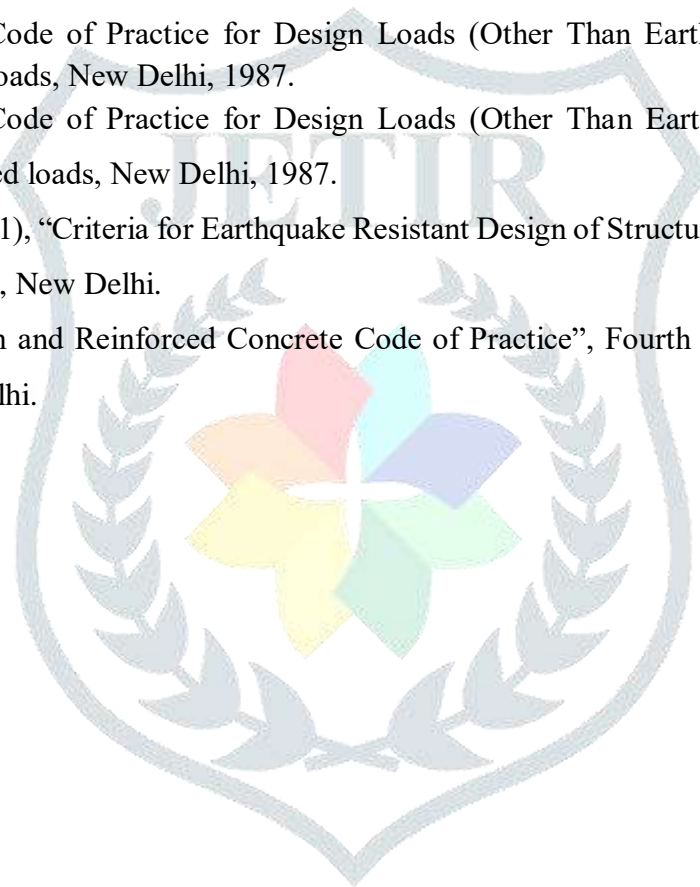 Code of Practice for Design Loads (Other Than Eart
oads, New Delhi, 1987.
Code of Practice for Design Loads (Other Than Eart
ed loads, New Delhi, 1987.
1), “Criteria for Earthquake Resistant Design of Structu
, New Delhi.
n and Reinforced Concrete Code of Practice”, Fourth
lhi.
JETIR